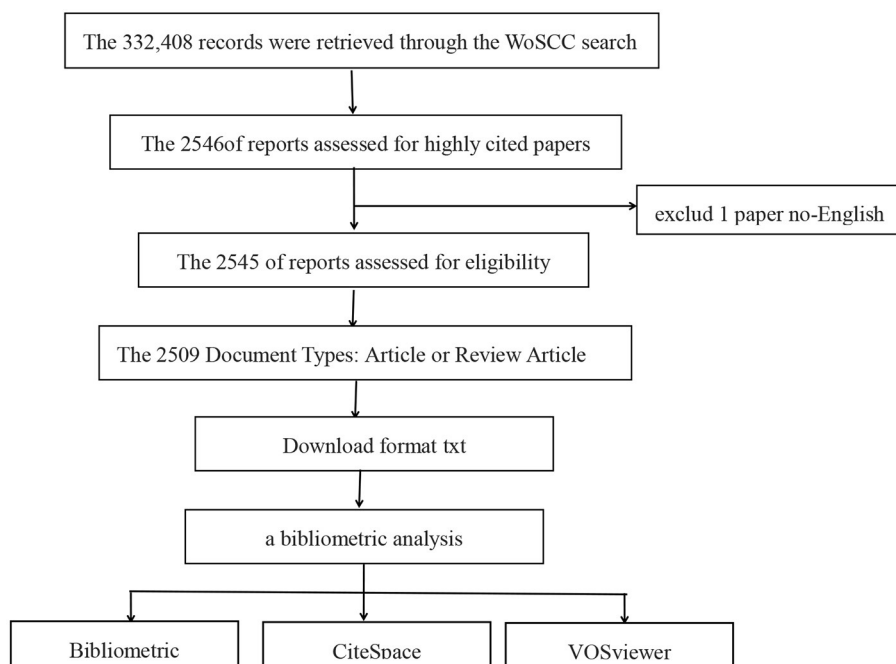 The 332,408 records were retrieved through the WoSCC search
The 2546of reports assessed for highly cited papers
exclud 1 paper no-English
The 2545 of reports assessed for eligibility
The 2509 Document Types: Article or Review Article
Download format txt
a bibliometric analysis
Bibliometric
CiteSpace
VOSviewer